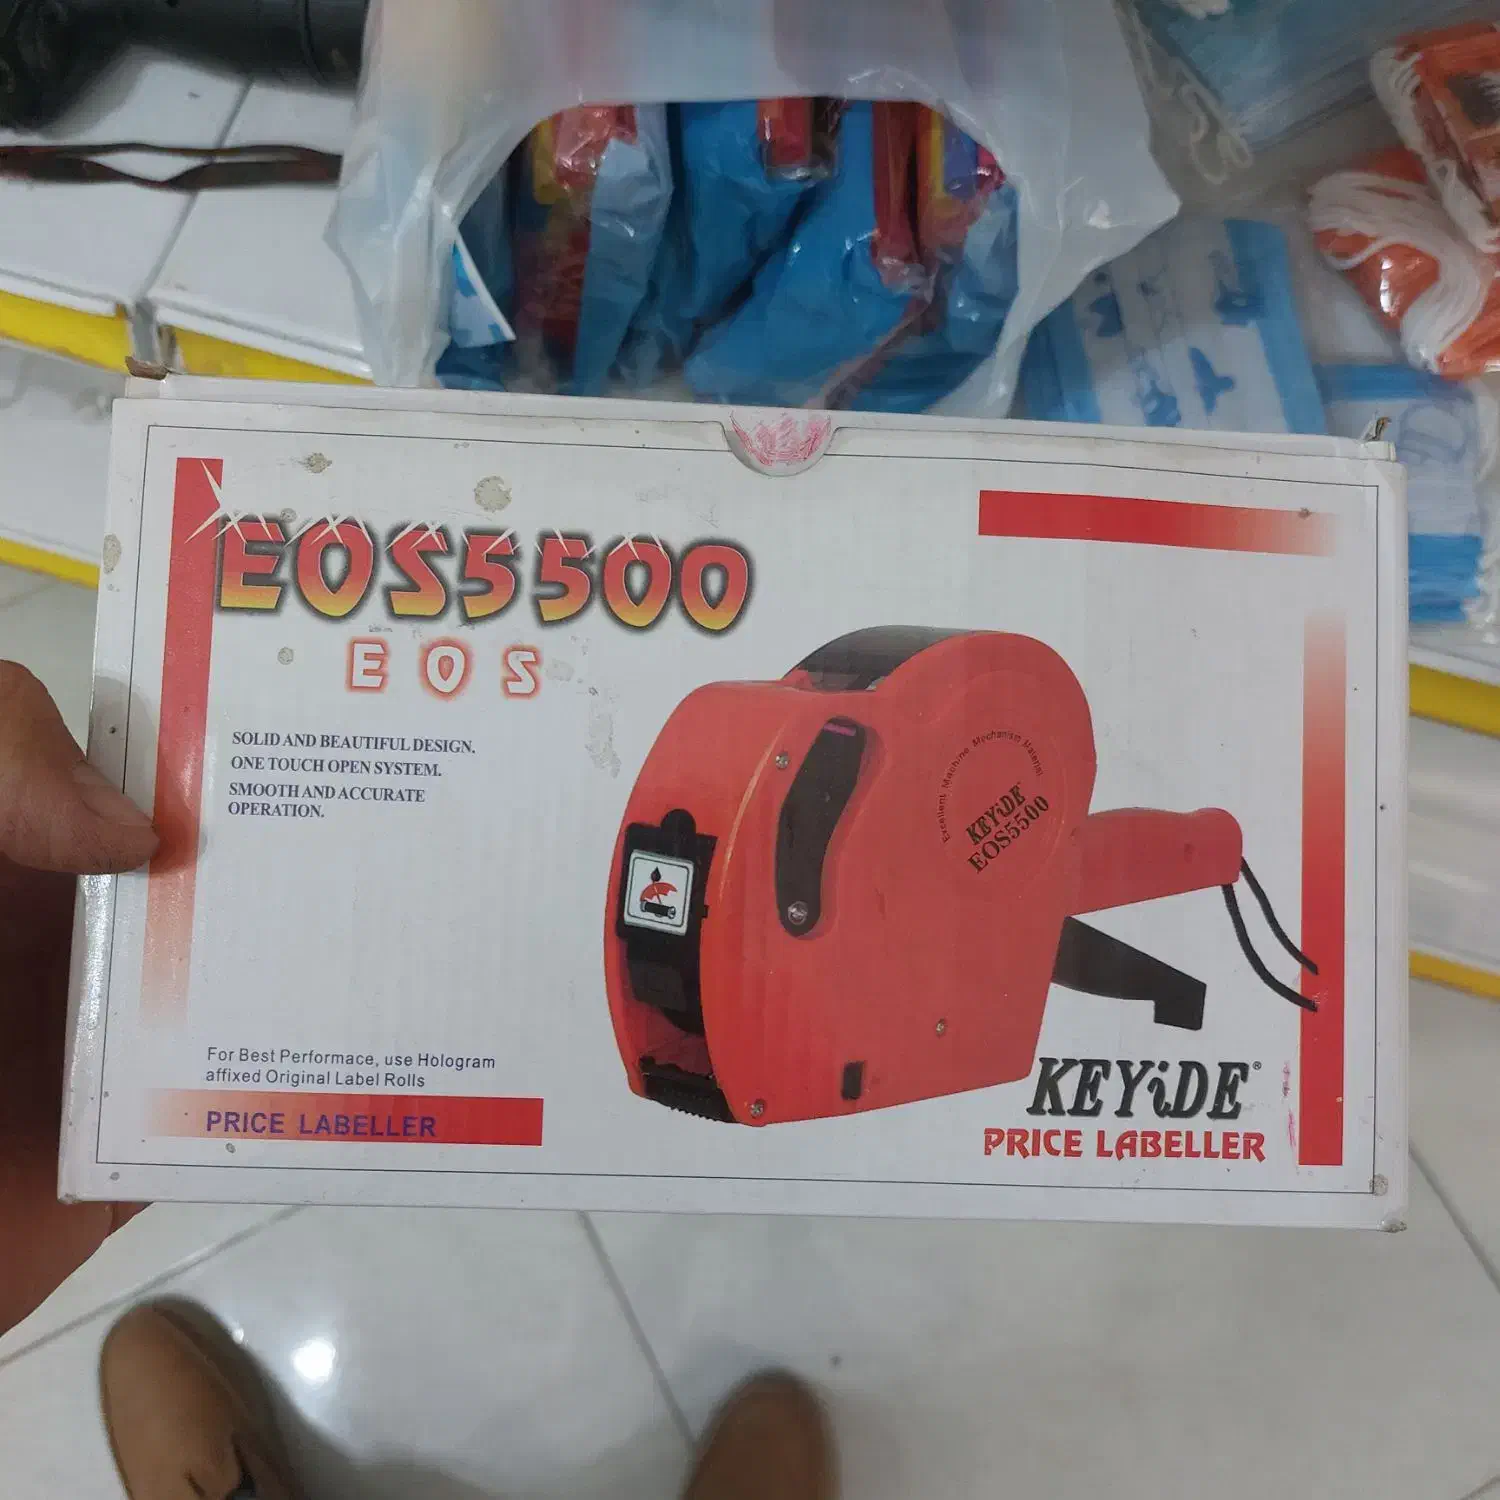 EOS5500
EOS
SOLID AND BEAUTIFUL DESIGN.
ONE TOUCH OPEN SYSTEM.
SMOOTH AND ACCURATE
OPERATION.
Excellent Machine Mechanism Material
KEYiDE
EOS5500
For Best Performace, use Hologram
affixed Original Label Rolls
PRICE LABELLER
KEYiDE®
PRICE LABELLER